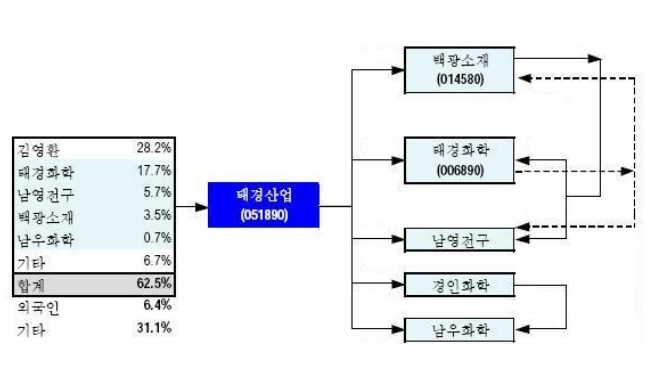 김영환 28.2%
태경화학 17.7%
남영전구 5.7%
백광소재 3.5%
남우화학 0.7%
기타 6.7%
합계 62.5%
외국인 6.4%
기타 31.1%
태경산업
(051890)
백광소재
(014580)
태경화학
(006890)
남영전구
경인화학
남우화학